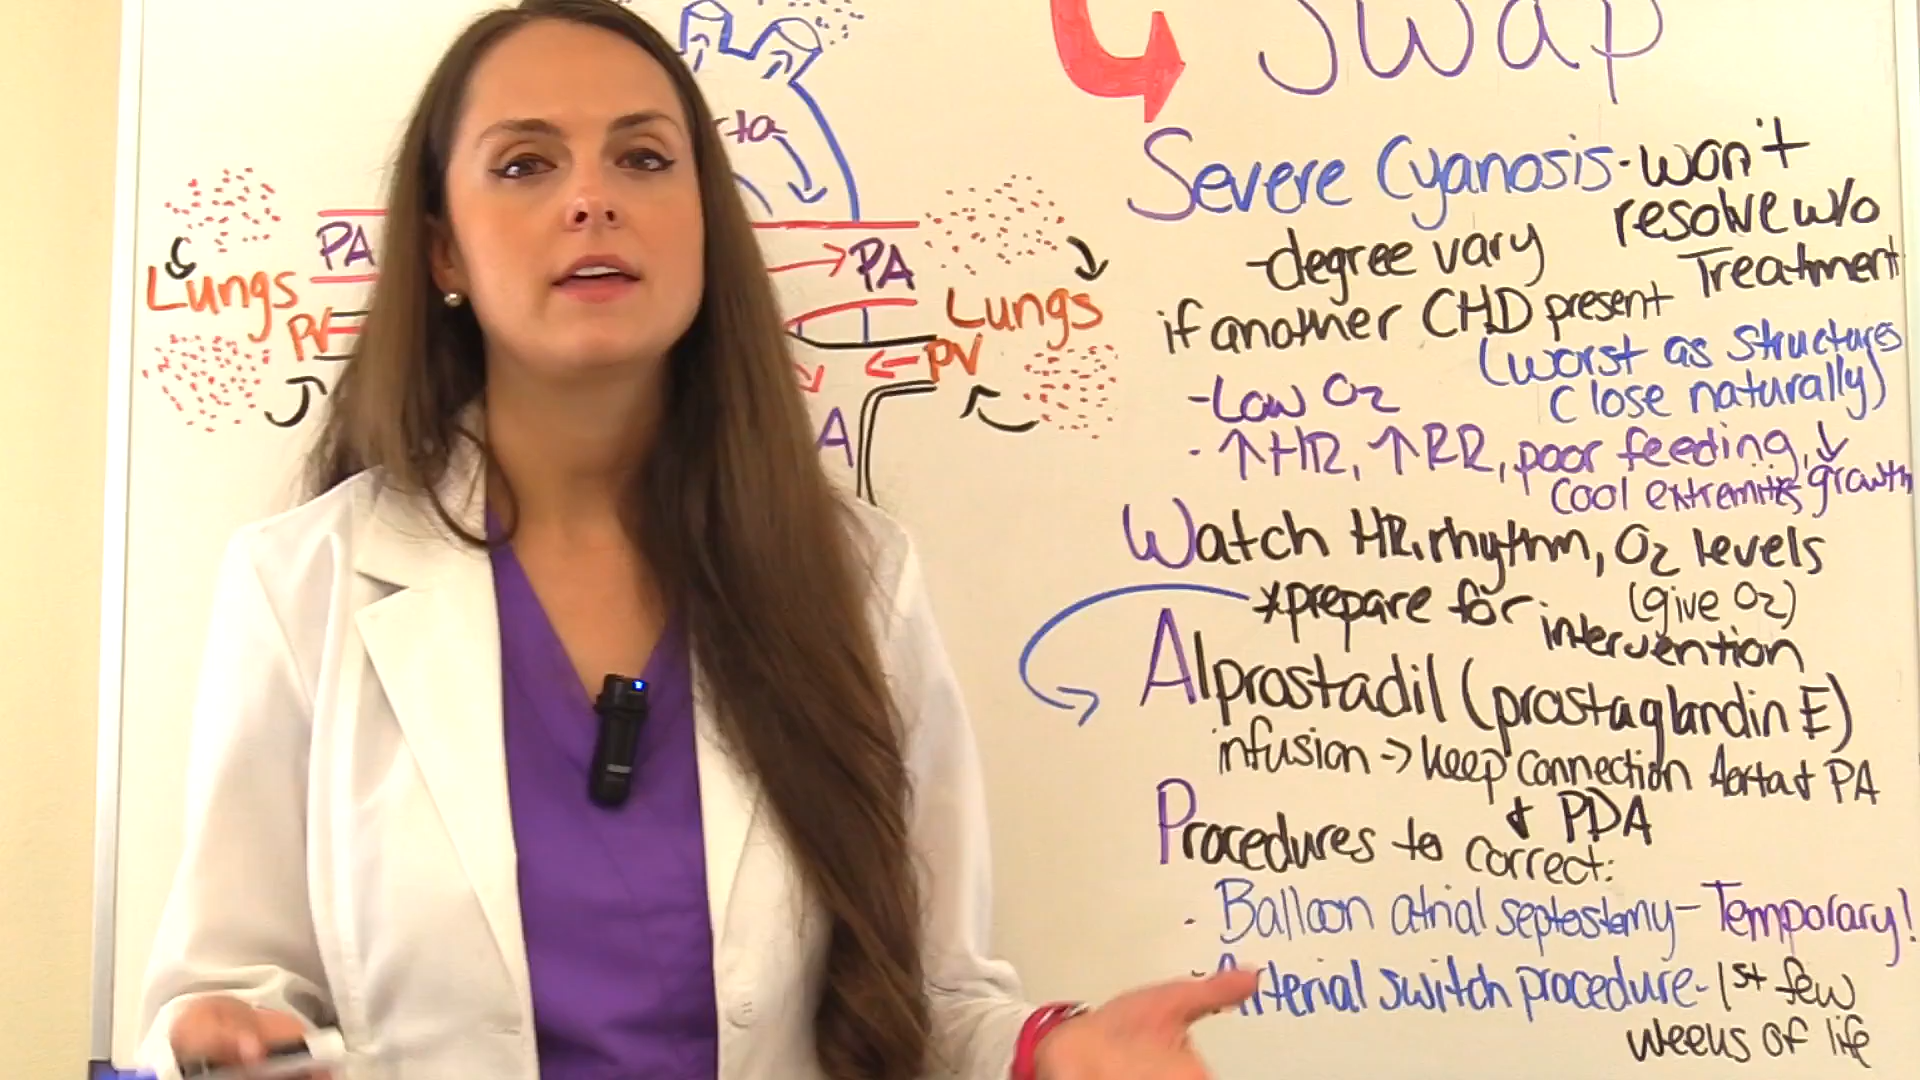 SWAP
rta
PA
PA
Lungs
Lungs
PV
PV
A
Severe Cyanosis - won't
resolve w/o
Treatment
- degree vary
if another CHD present
(worst as structures
close naturally)
- Low O2
- ↑HR, ↑RR, poor feeding, ↓
cool extremities, growth
Watch HR, rhythm, O2 levels
(give O2)
*prepare for intervention
Alprostadil (prostaglandin E)
infusion -> keep connection Aorta + PA
+ PDA
Procedures to correct:
- Balloon atrial septostomy - Temporary!
- Arterial switch procedure - 1st few
weeks of life